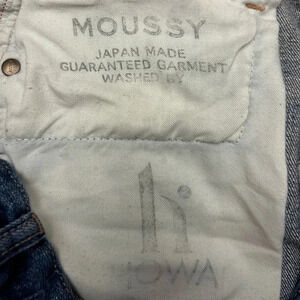 MOUSSY
JAPAN MADE
GUARANTEED GARMENT
WASHED BY
h
HOWA